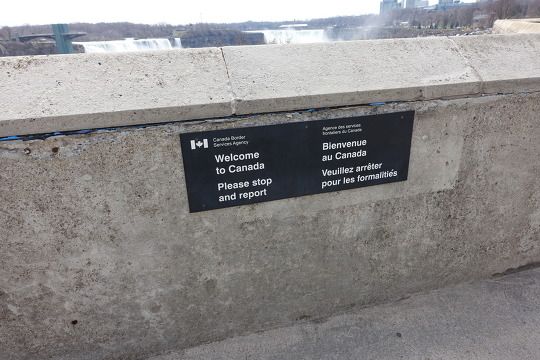 Canada Border
Services Agency
Welcome
to Canada
Please stop
and report
Agence des services
frontaliers du Canada
Bienvenue
au Canada
Veuillez arrêter
pour les formalitiés